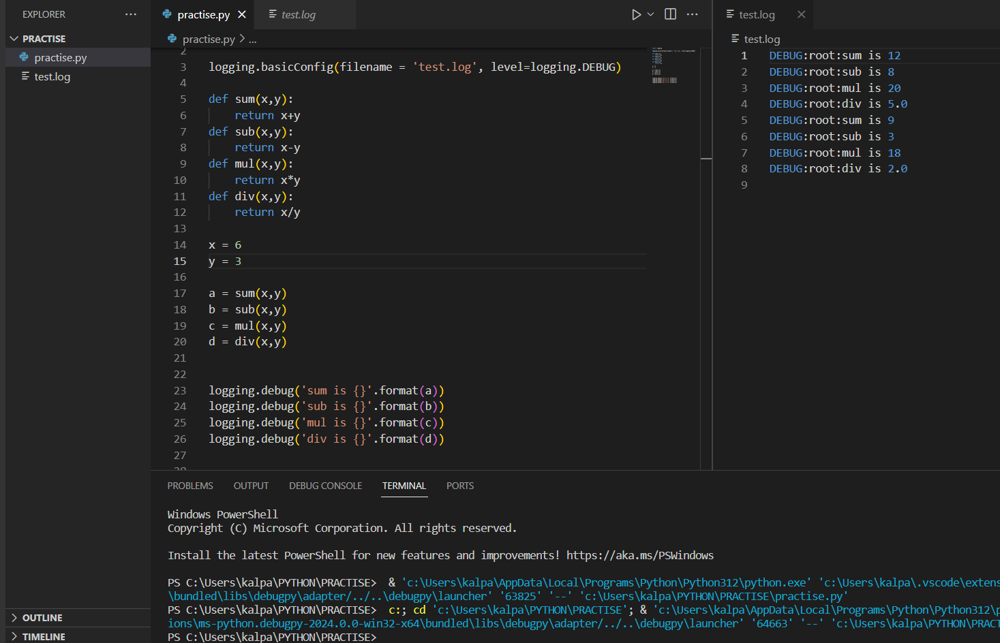 EXPLORER
PRACTISE
practise.py
test.log
OUTLINE
TIMELINE
practise.py
test.log
practise.py > ...
2
3 logging.basicConfig(filename = 'test.log', level=logging.DEBUG)
4
5 def sum(x,y):
6 return x+y
7 def sub(x,y):
8 return x-y
9 def mul(x,y):
10 return x*y
11 def div(x,y):
12 return x/y
13
14 x = 6
15 y = 3
16
17 a = sum(x,y)
18 b = sub(x,y)
19 c = mul(x,y)
20 d = div(x,y)
21
22
23 logging.debug('sum is {}'.format(a))
24 logging.debug('sub is {}'.format(b))
25 logging.debug('mul is {}'.format(c))
26 logging.debug('div is {}'.format(d))
27
28
test.log
test.log
1 DEBUG:root:sum is 12
2 DEBUG:root:sub is 8
3 DEBUG:root:mul is 20
4 DEBUG:root:div is 5.0
5 DEBUG:root:sum is 9
6 DEBUG:root:sub is 3
7 DEBUG:root:mul is 18
8 DEBUG:root:div is 2.0
9
PROBLEMS OUTPUT DEBUG CONSOLE TERMINAL PORTS
Windows PowerShell
Copyright (C) Microsoft Corporation. All rights reserved.
Install the latest PowerShell for new features and improvements! https://aka.ms/PSWindows
PS C:\Users\kalpa\PYTHON\PRACTISE> & 'c:\Users\kalpa\AppData\Local\Programs\Python\Python312\python.exe' 'c:\Users\kalpa\.vscode\extens
\bundled\libs\debugpy\adapter/../..\debugpy\launcher' '63825' '--' 'c:\Users\kalpa\PYTHON\PRACTISE\practise.py'
PS C:\Users\kalpa\PYTHON\PRACTISE> c:; cd 'c:\Users\kalpa\PYTHON\PRACTISE'; & 'c:\Users\kalpa\AppData\Local\Programs\Python\Python312\p
ions\ms-python.debugpy-2024.0.0-win32-x64\bundled\libs\debugpy\adapter/../..\debugpy\launcher' '64663' '--' 'c:\Users\kalpa\PYTHON\PRACT
PS C:\Users\kalpa\PYTHON\PRACTISE>